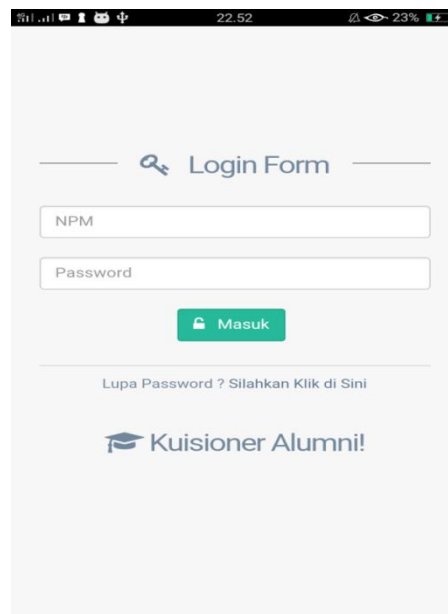 22.52 23%
Login Form
NPM
Password
Masuk
Lupa Password ? Silahkan Klik di Sini
Kuisioner Alumni!